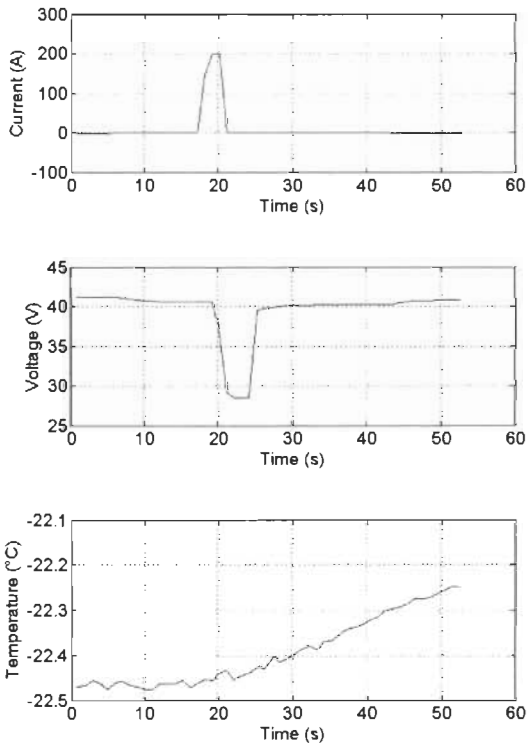 300
200
100
0
-100
Current (A)
0 10 20 30 40 50 60
Time (s)
45
40
35
30
25
Voltage (V)
0 10 20 30 40 50 60
Time (s)
-22.1
-22.2
-22.3
-22.4
-22.5
Temperature (°C)
0 10 20 30 40 50 60
Time (s)